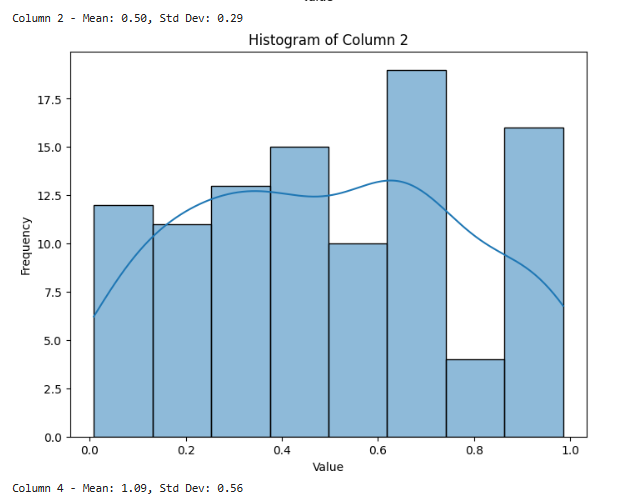 Column 2 - Mean: 0.50, Std Dev: 0.29
Histogram of Column 2
17.5
15.0
12.5
10.0
7.5
5.0
2.5
0.0
Frequency
0.0 0.2 0.4 0.6 0.8 1.0
Value
Column 4 - Mean: 1.09, Std Dev: 0.56